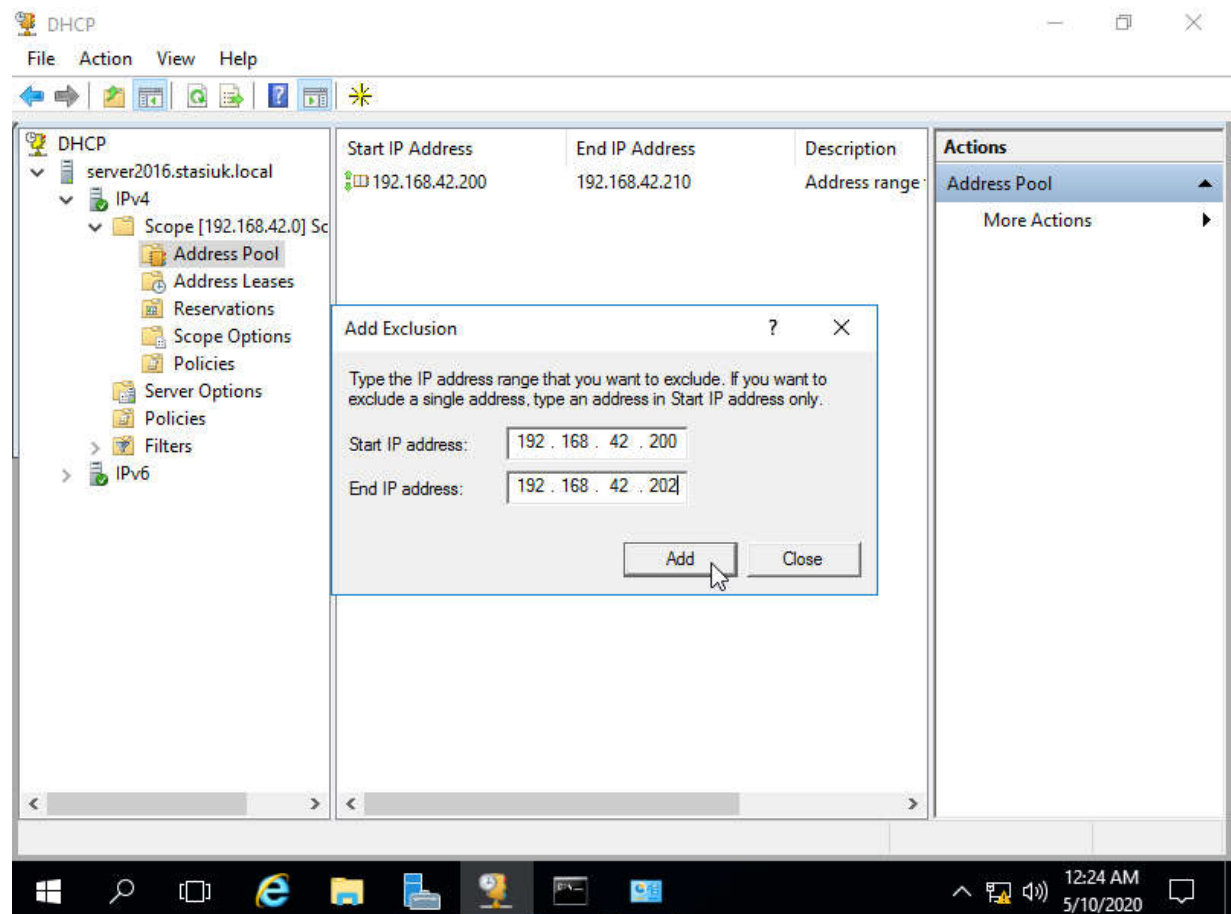 DHCP
File Action View Help
DHCP
server2016.stasiuk.local
IPv4
Scope [192.168.42.0] Sc
Address Pool
Address Leases
Reservations
Scope Options
Policies
Server Options
Policies
Filters
IPv6
Start IP Address End IP Address Description
192.168.42.200 192.168.42.210 Address range
Actions
Address Pool
More Actions
Add Exclusion ?
Type the IP address range that you want to exclude. If you want to
exclude a single address, type an address in Start IP address only.
Start IP address: 192 . 168 . 42 . 200
End IP address: 192 . 168 . 42 . 202
Add Close
12:24 AM
5/10/2020